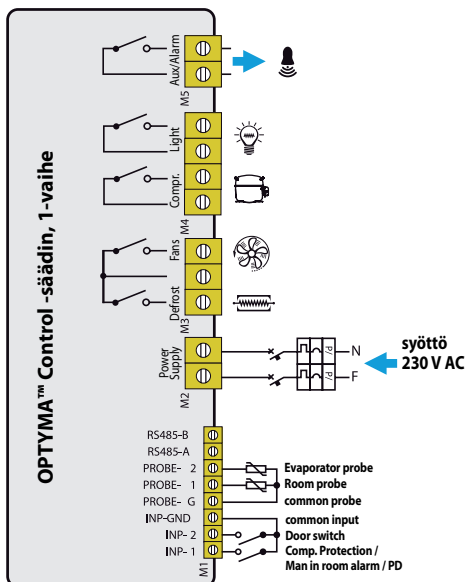 OPTYMA™ Control -säädin, 1-vaihe
Aux/Alarm
M5
Light
Compr.
M4
Fans
Defrost
M3
Power
Supply
M2
P/
N
P/
F
syöttö
230 V AC
RS485-B
RS485-A
PROBE- 2
Evaporator probe
PROBE- 1
Room probe
PROBE- G
common probe
INP-GND
common input
INP- 2
Door switch
INP- 1
Comp. Protection /
Man in room alarm / PD
M1